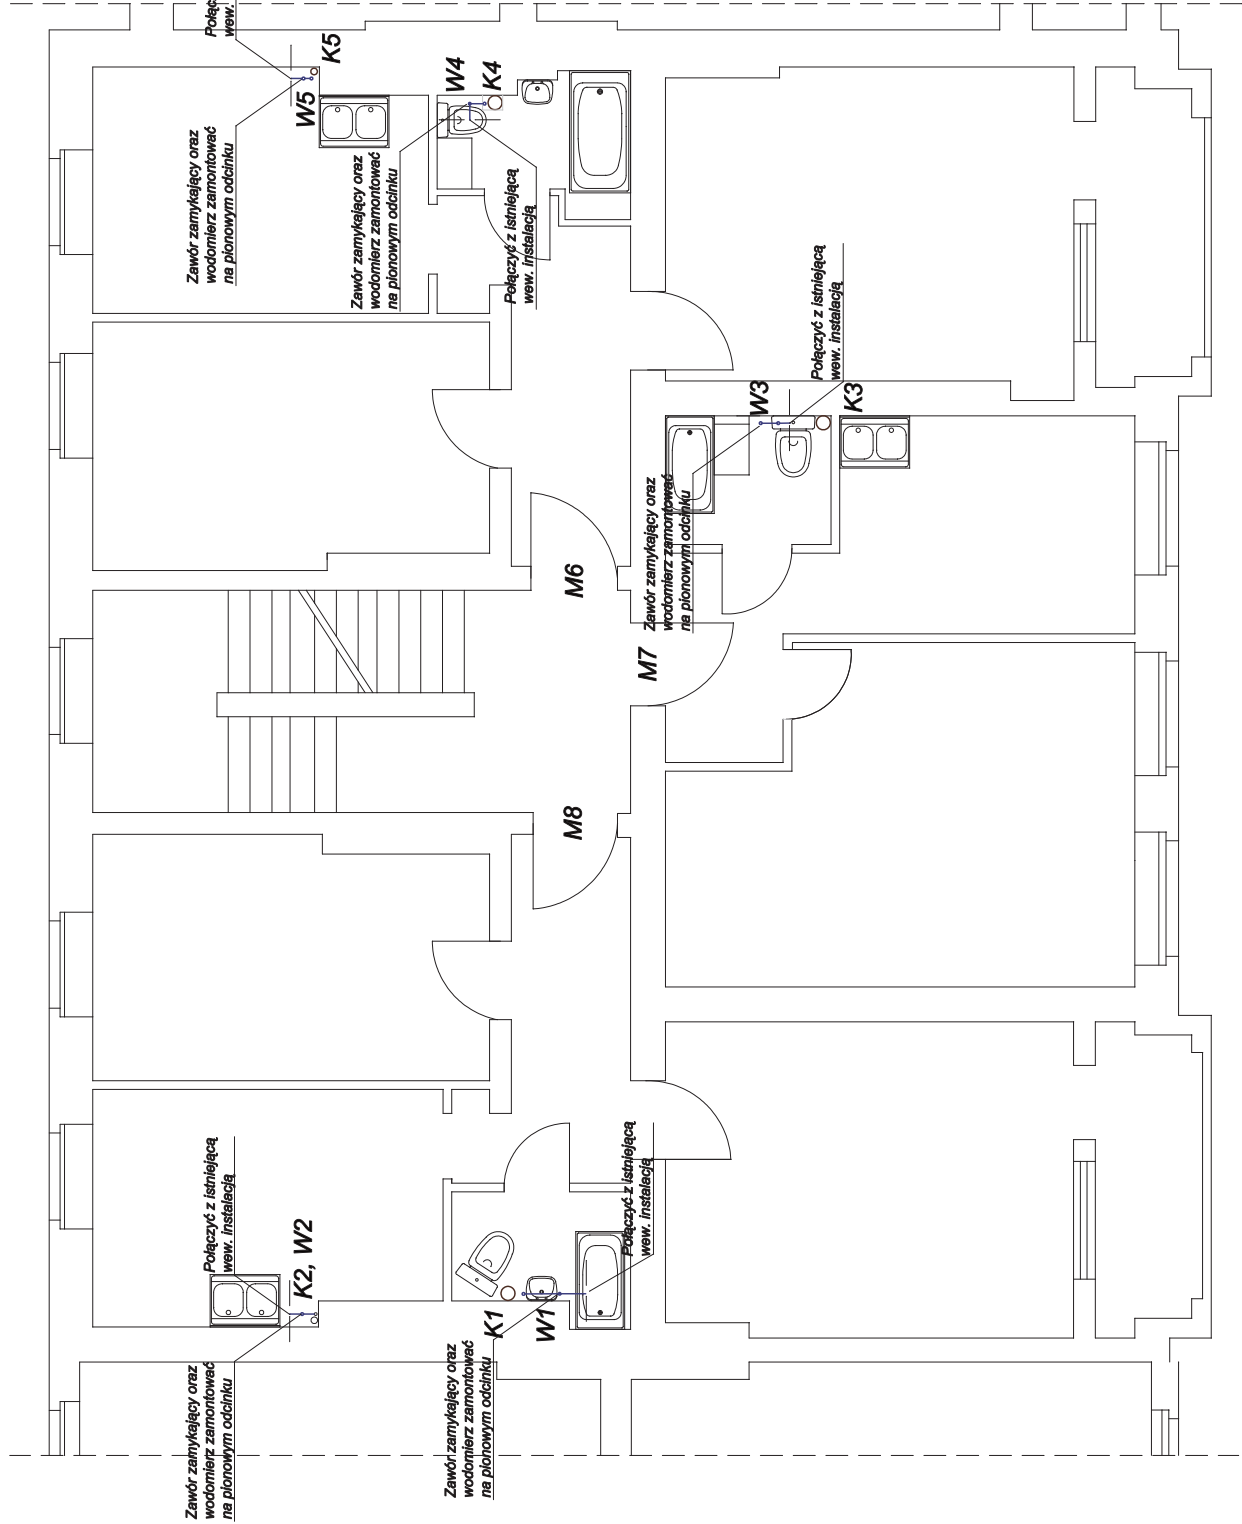 Połąc
wew.
K5
W5
Zawór zamykający oraz
wodomierz zamontować
na pionowym odcinku
W4
K4
Zawór zamykający oraz
wodomierz zamontować
na pionowym odcinku
Połączyć z istniejącą
wew. instalacją
W3
K3
Połączyć z istniejącą
wew. instalacją
Zawór zamykający oraz
wodomierz zamontować
na pionowym odcinku
M6
M7
M8
Połączyć z istniejącą
wew. instalacją
K2, W2
Zawór zamykający oraz
wodomierz zamontować
na pionowym odcinku
K1
W1
Połączyć z istniejącą
wew. instalacją
Zawór zamykający oraz
wodomierz zamontować
na pionowym odcinku